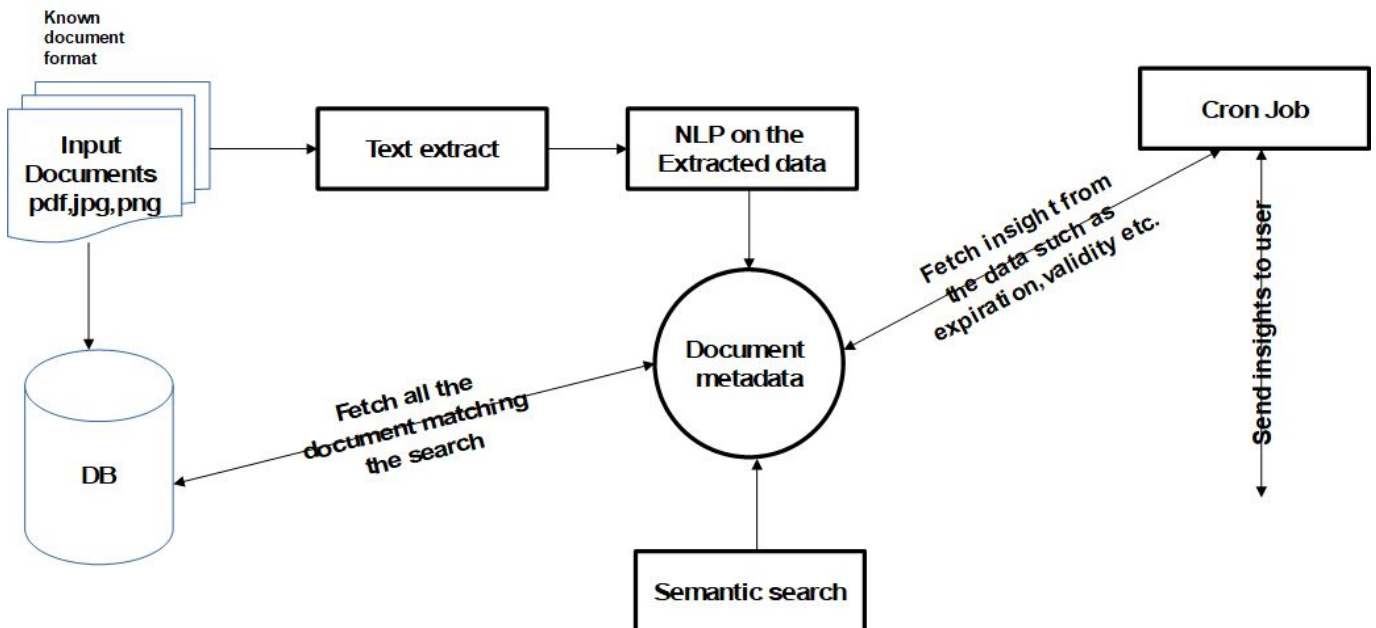 Known
document
format
Input
Documents
pdf,jpg,png
Text extract
NLP on the
Extracted data
Cron Job
Fetch insight from
the data such as
expiration,validity etc.
Send insights to user
Document
metadata
Fetch all the
document matching
the search
DB
Semantic search